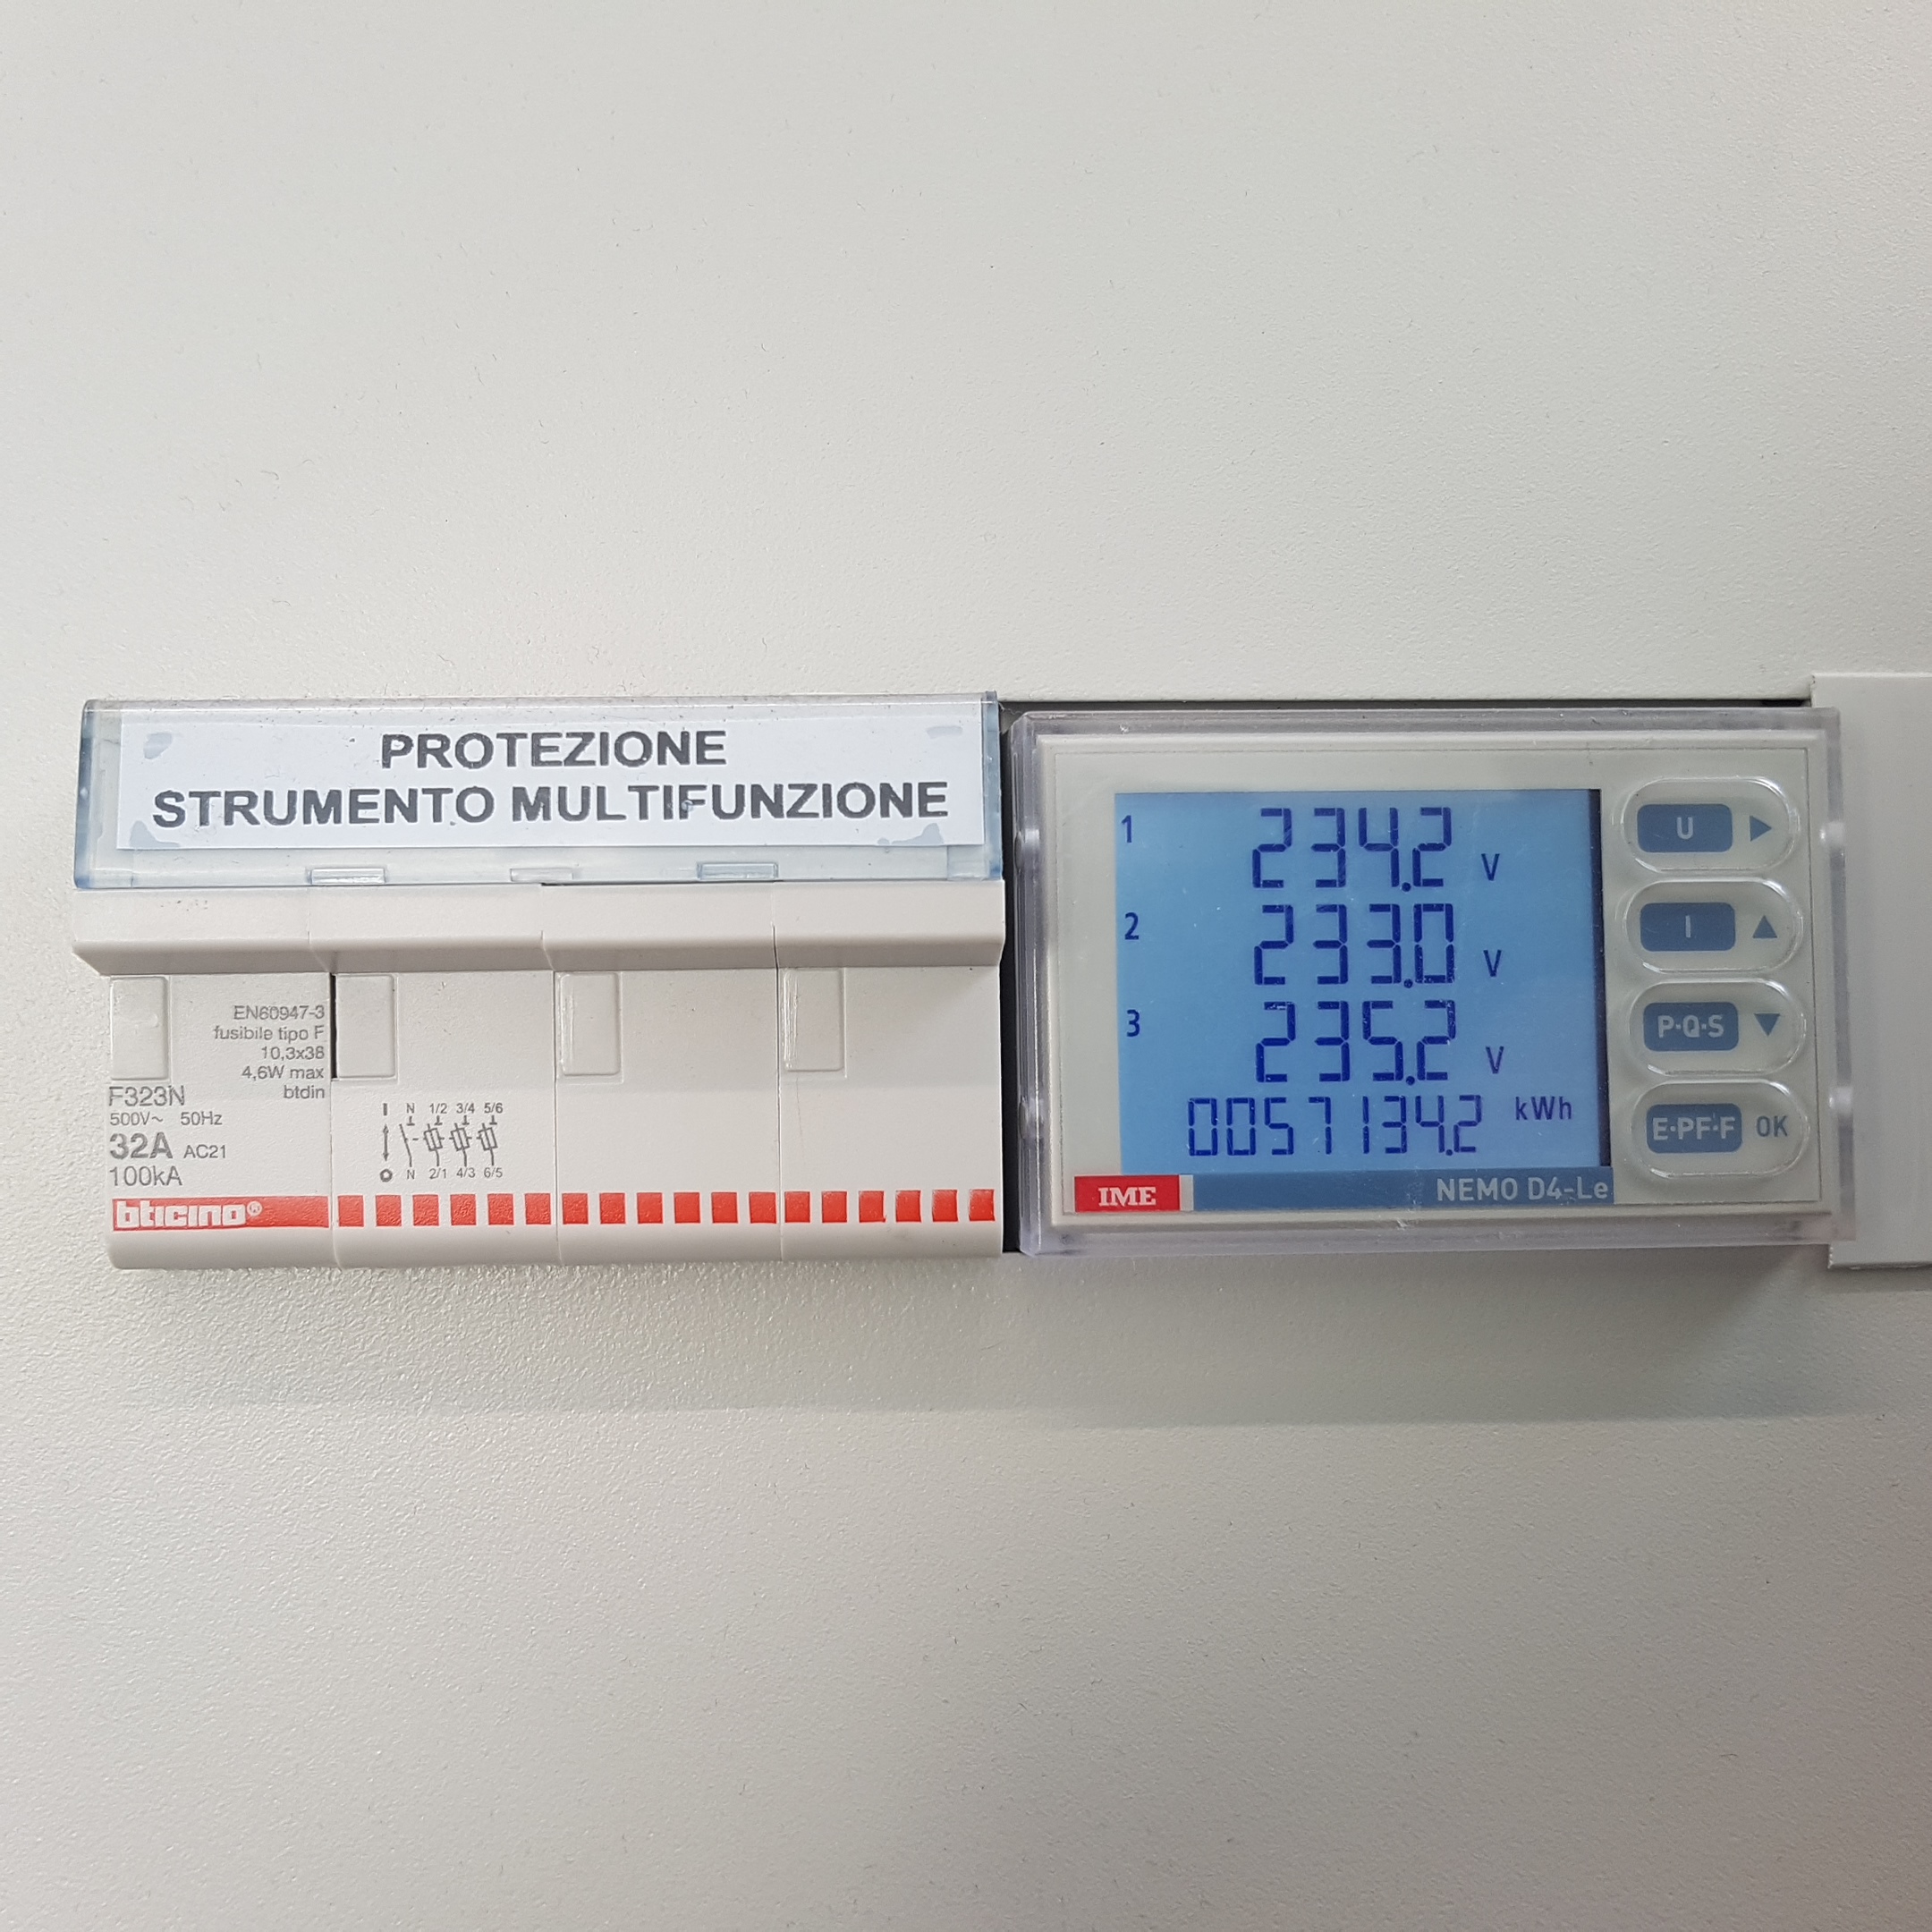 PROTEZIONE
STRUMENTO MULTIFUNZIONE
EN60947-3
fusibile tipo F
10,3x38
4,6W max
btdin
F323N
500V~ 50Hz
32A AC21
100kA
I N 1/2 3/4 5/6
O N 2/1 4/3 6/5
bticino®
1 234.2 V
2 233.0 V
3 235.2 V
00571134.2 kWh
IME NEMO D4-Le
U
I
P·Q·S
E·PF·F OK